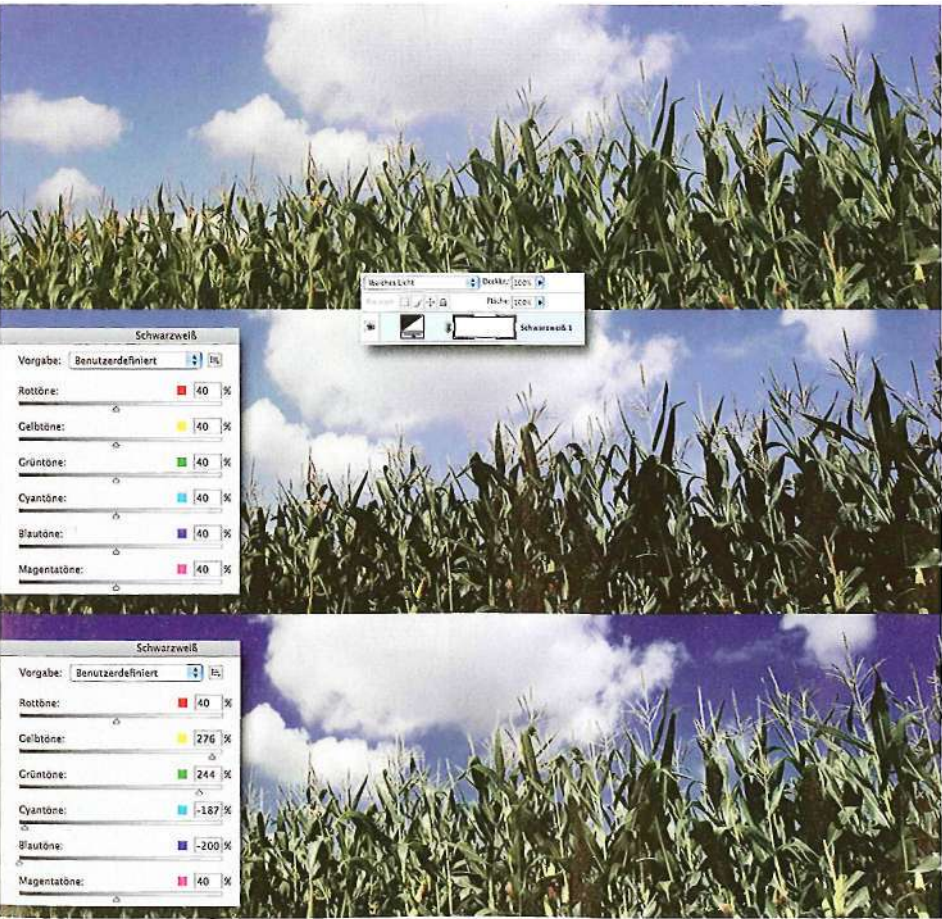 Weiches Licht Deckkr.: 100% 
Fläche: 100%
Schwarzweiß 1
Schwarzweiß
Vorgabe: Benutzerdefiniert
Rottöne: 40 %
Gelbtöne: 40 %
Grüntöne: 40 %
Cyantöne: 40 %
Blautöne: 40 %
Magentatöne: 40 %
Schwarzweiß
Vorgabe: Benutzerdefiniert
Rottöne: 40 %
Gelbtöne: 276 %
Grüntöne: 244 %
Cyantöne: -187 %
Blautöne: -200 %
Magentatöne: 40 %